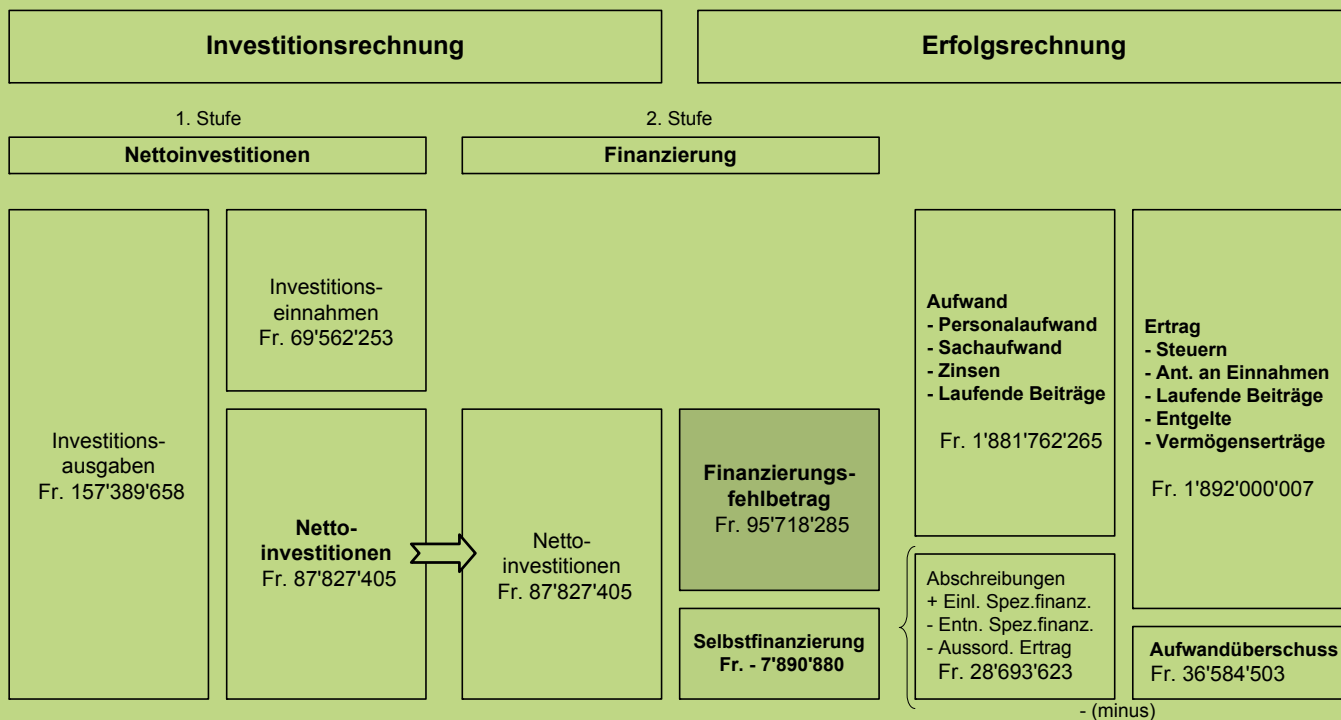 Investitionsrechnung
Erfolgsrechnung
1. Stufe
2. Stufe
Nettoinvestitionen
Finanzierung
Investitions-
ausgaben
Fr. 157'389'658
Investitions-
einnahmen
Fr. 69'562'253
Netto-
investitionen
Fr. 87'827'405
Netto-
investitionen
Fr. 87'827'405
Finanzierungs-
fehlbetrag
Fr. 95'718'285
Selbstfinanzierung
Fr. - 7'890'880
Aufwand
- Personalaufwand
- Sachaufwand
- Zinsen
- Laufende Beiträge
Fr. 1'881'762'265
Abschreibungen
+ Einl. Spez.finanz.
- Entn. Spez.finanz.
- Aussord. Ertrag
Fr. 28'693'623
Ertrag
- Steuern
- Ant. an Einnahmen
- Laufende Beiträge
- Entgelte
- Vermögenserträge
Fr. 1'892'000'007
Aufwandüberschuss
Fr. 36'584'503
- (minus)